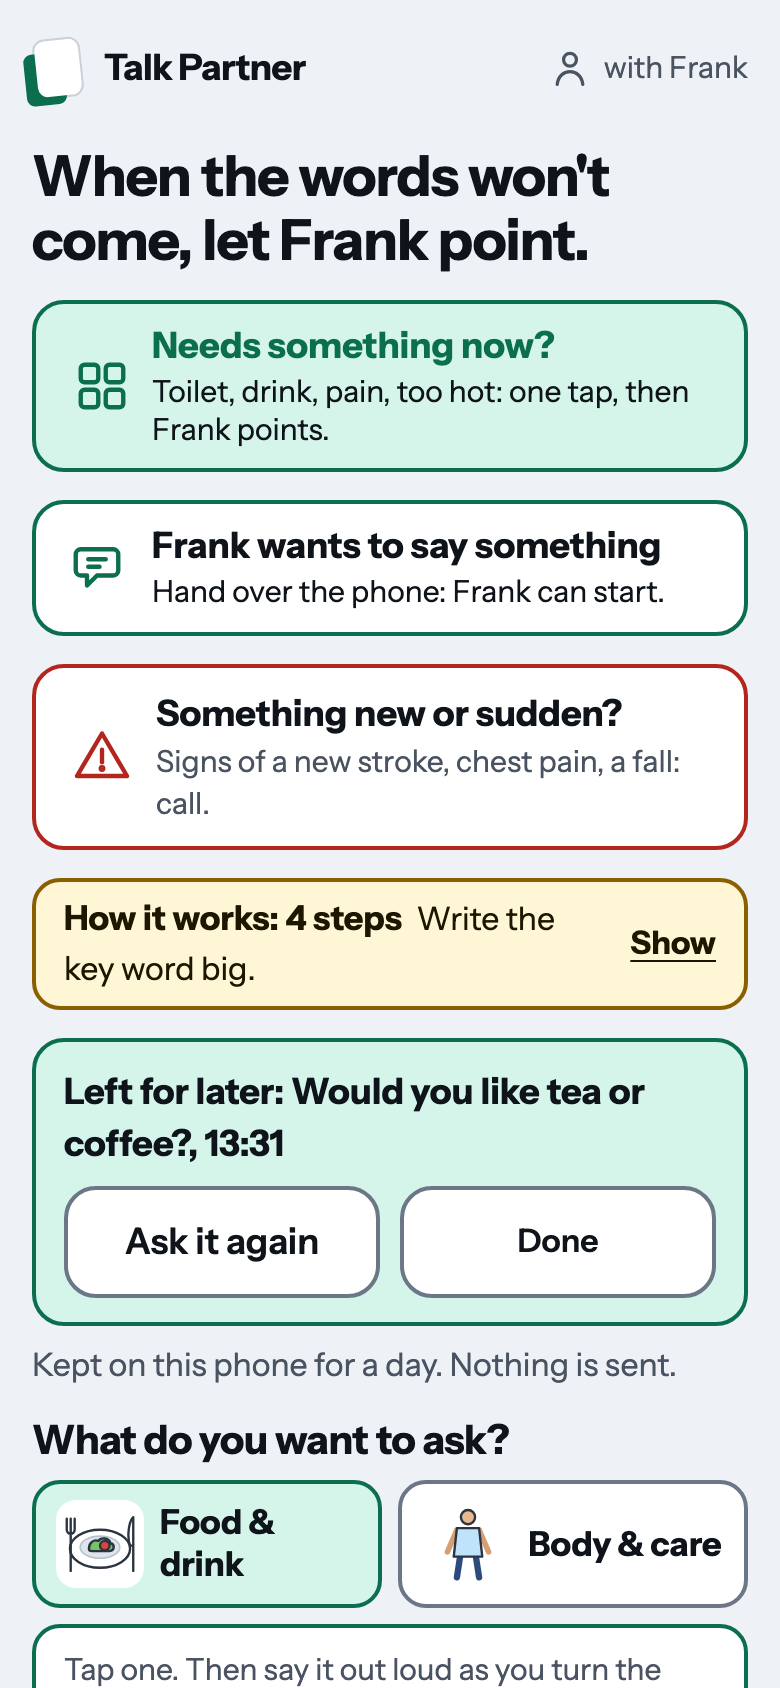 Talk Partner
with Frank
When the words won't
come, let Frank point.
Needs something now?
Toilet, drink, pain, too hot: one tap, then
Frank points.
Frank wants to say something
Hand over the phone: Frank can start.
Something new or sudden?
Signs of a new stroke, chest pain, a fall:
call.
How it works: 4 steps Write the
key word big.
Show
Left for later: Would you like tea or
coffee?, 13:31
Ask it again
Done
Kept on this phone for a day. Nothing is sent.
What do you want to ask?
Food &
drink
Body & care
Tap one. Then say it out loud as you turn the